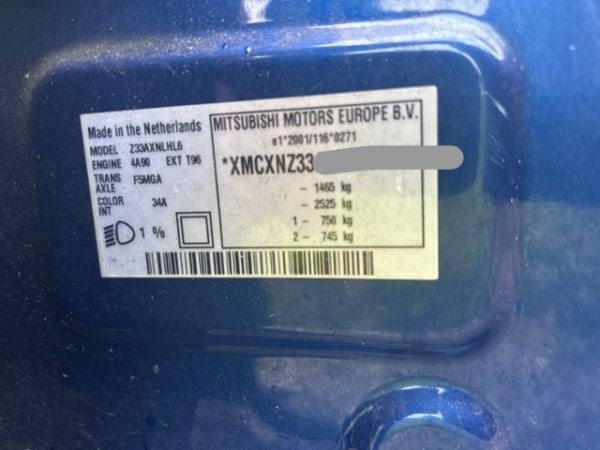 Made in the Netherlands
MODEL Z33AXNLHL6
ENGINE 4A90 EXT T96
TRANS AXLE F5MGA
COLOR INT 34A
1 %
MITSUBISHI MOTORS EUROPE B.V.
e1*2001/116*0271
*XMCXNZ33
- 1465 kg
- 2525 kg
1 - 750 kg
2 - 745 kg